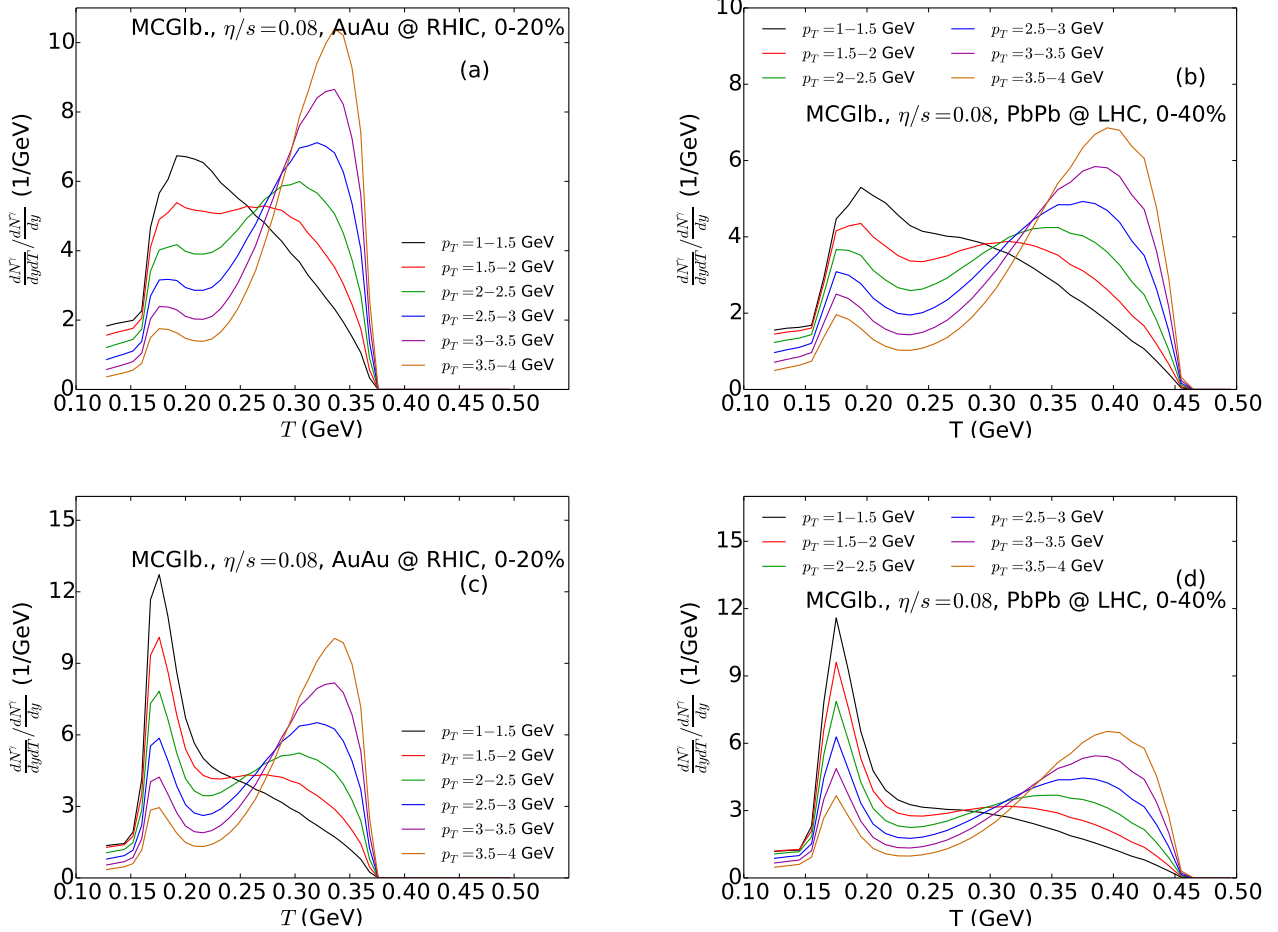 MCGlb., η/s=0.08, AuAu @ RHIC, 0-20%
(a)
10
8
6
4
2
0
dNγ/dydT / dNγ/dy (1/GeV)
p_T=1−1.5 GeV
p_T=1.5−2 GeV
p_T=2−2.5 GeV
p_T=2.5−3 GeV
p_T=3−3.5 GeV
p_T=3.5−4 GeV
0.10 0.15 0.20 0.25 0.30 0.35 0.40 0.45 0.50
T (GeV)
10
8
6
4
2
0
dNγ/dydT / dNγ/dy (1/GeV)
p_T=1−1.5 GeV p_T=2.5−3 GeV
p_T=1.5−2 GeV p_T=3−3.5 GeV
p_T=2−2.5 GeV p_T=3.5−4 GeV
(b)
MCGlb., η/s=0.08, PbPb @ LHC, 0-40%
0.10 0.15 0.20 0.25 0.30 0.35 0.40 0.45 0.50
T (GeV)
15
12
9
6
3
0
dNγ/dydT / dNγ/dy (1/GeV)
MCGlb., η/s=0.08, AuAu @ RHIC, 0-20%
(c)
p_T=1−1.5 GeV
p_T=1.5−2 GeV
p_T=2−2.5 GeV
p_T=2.5−3 GeV
p_T=3−3.5 GeV
p_T=3.5−4 GeV
0.10 0.15 0.20 0.25 0.30 0.35 0.40 0.45 0.50
T (GeV)
15
12
9
6
3
0
dNγ/dydT / dNγ/dy (1/GeV)
p_T=1−1.5 GeV p_T=2.5−3 GeV
p_T=1.5−2 GeV p_T=3−3.5 GeV
p_T=2−2.5 GeV p_T=3.5−4 GeV
(d)
MCGlb., η/s=0.08, PbPb @ LHC, 0-40%
0.10 0.15 0.20 0.25 0.30 0.35 0.40 0.45 0.50
T (GeV)